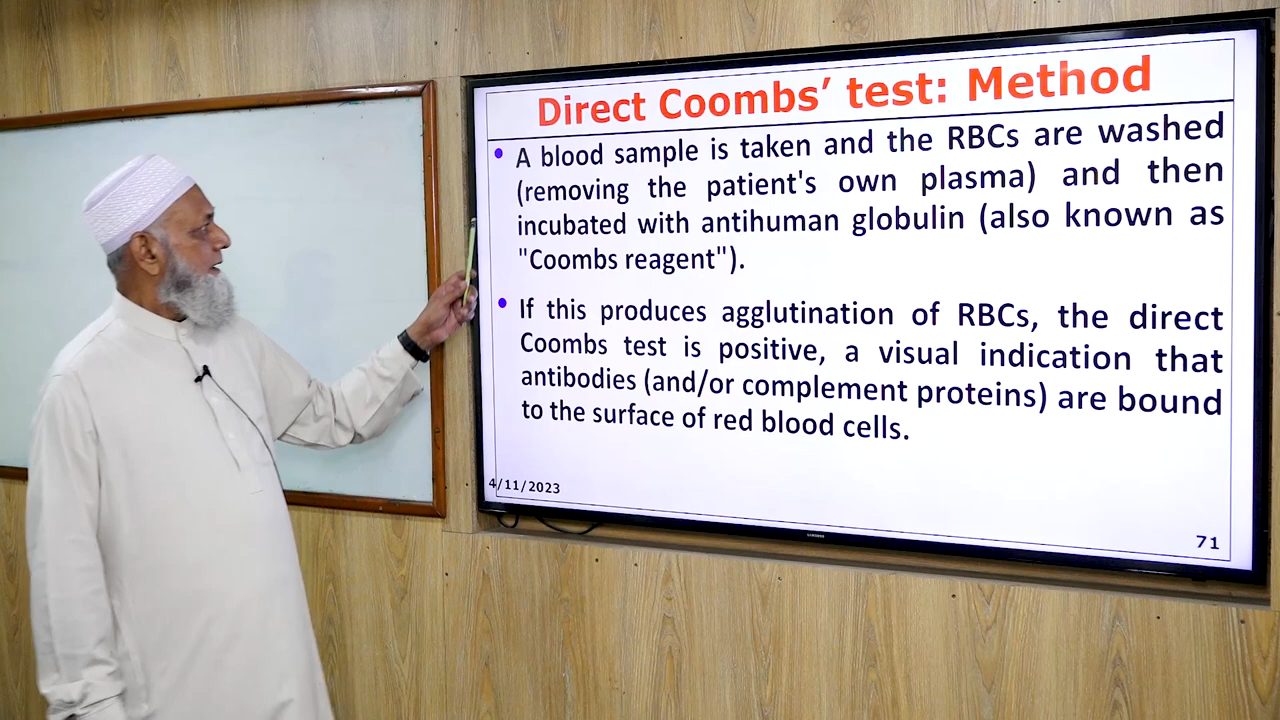 Direct Coombs’ test: Method
• A blood sample is taken and the RBCs are washed
(removing the patient's own plasma) and then
incubated with antihuman globulin (also known as
"Coombs reagent").
• If this produces agglutination of RBCs, the direct
Coombs test is positive, a visual indication that
antibodies (and/or complement proteins) are bound
to the surface of red blood cells.
4/11/2023
71
SAMSUNG